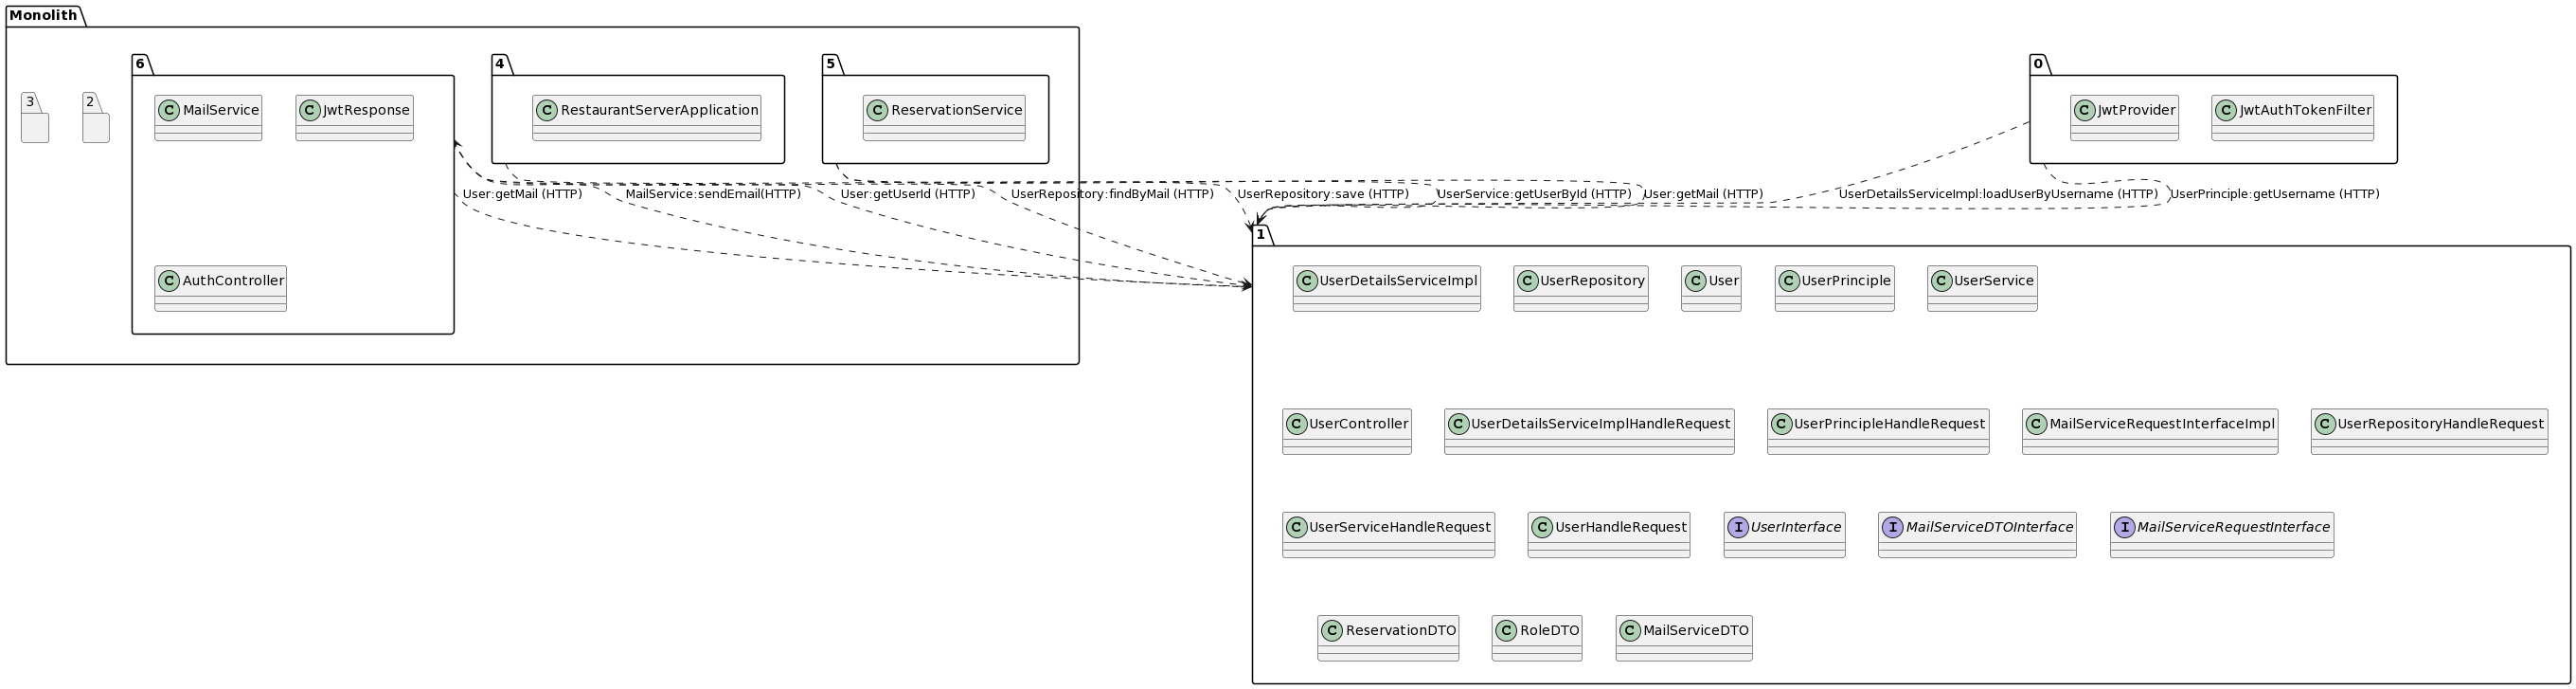 Monolith
6
4
5
0
3
2
C MailService
C JwtResponse
C RestaurantServerApplication
C ReservationService
C JwtProvider
C JwtAuthTokenFilter
User:getMail (HTTP)
MailService:sendEmail(HTTP)
User:getUserId (HTTP)
UserRepository:findByMail (HTTP)
UserRepository:save (HTTP)
UserService:getUserById (HTTP)
User:getMail (HTTP)
UserDetailsServiceImpl:loadUserByUsername (HTTP)
UserPrinciple:getUsername (HTTP)
1
C AuthController
C UserDetailsServiceImpl
C UserRepository
C User
C UserPrinciple
C UserService
C UserController
C UserDetailsServiceImplHandleRequest
C UserPrincipleHandleRequest
C MailServiceRequestInterfaceImpl
C UserRepositoryHandleRequest
C UserServiceHandleRequest
C UserHandleRequest
I UserInterface
I MailServiceDTOInterface
I MailServiceRequestInterface
C ReservationDTO
C RoleDTO
C MailServiceDTO